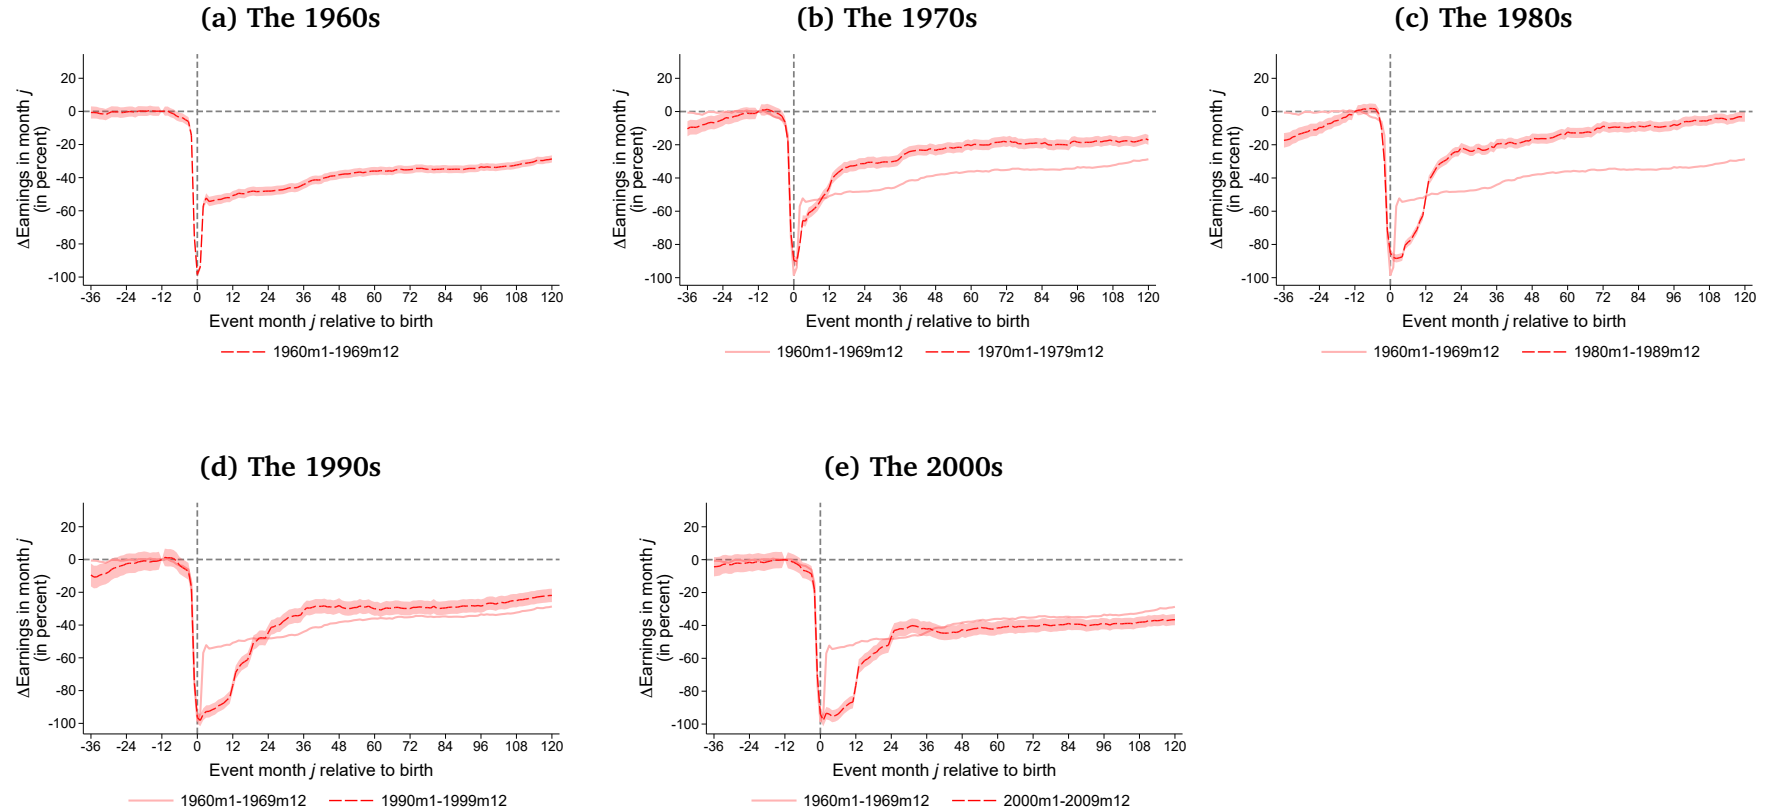 (a) The 1960s
ΔEarnings in month j
(in percent)
20
0
-20
-40
-60
-80
-100
-36 -24 -12 0 12 24 36 48 60 72 84 96 108 120
Event month j relative to birth
1960m1-1969m12
(b) The 1970s
ΔEarnings in month j
(in percent)
20
0
-20
-40
-60
-80
-100
-36 -24 -12 0 12 24 36 48 60 72 84 96 108 120
Event month j relative to birth
1960m1-1969m12 1970m1-1979m12
(c) The 1980s
ΔEarnings in month j
(in percent)
20
0
-20
-40
-60
-80
-100
-36 -24 -12 0 12 24 36 48 60 72 84 96 108 120
Event month j relative to birth
1960m1-1969m12 1980m1-1989m12
(d) The 1990s
ΔEarnings in month j
(in percent)
20
0
-20
-40
-60
-80
-100
-36 -24 -12 0 12 24 36 48 60 72 84 96 108 120
Event month j relative to birth
1960m1-1969m12 1990m1-1999m12
(e) The 2000s
ΔEarnings in month j
(in percent)
20
0
-20
-40
-60
-80
-100
-36 -24 -12 0 12 24 36 48 60 72 84 96 108 120
Event month j relative to birth
1960m1-1969m12 2000m1-2009m12